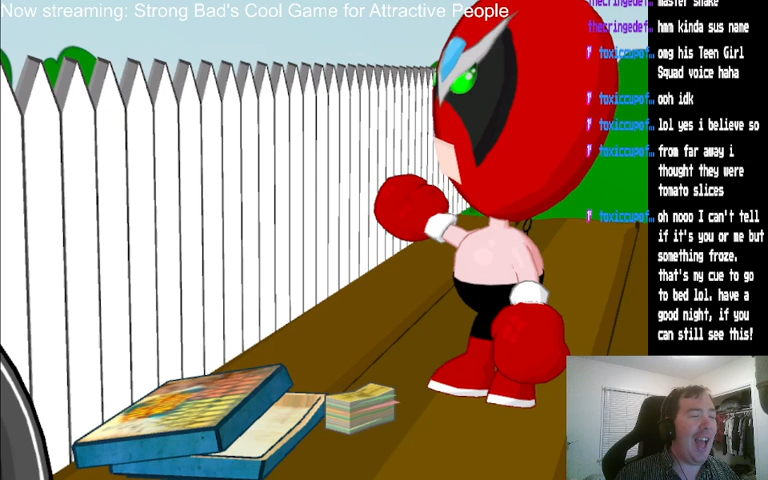 Now streaming: Strong Bad's Cool Game for Attractive People
thecringedef… master shake
thecringedef… hmm kinda sus name
toxiccupof… omg his Teen Girl
Squad voice haha
toxiccupof… ooh idk
toxiccupof… lol yes i believe so
toxiccupof… from far away i
thought they were
tomato slices
toxiccupof… oh nooo I can't tell
if it's you or me but
something froze.
that's my cue to go
to bed lol. have a
good night, if you
can still see this!